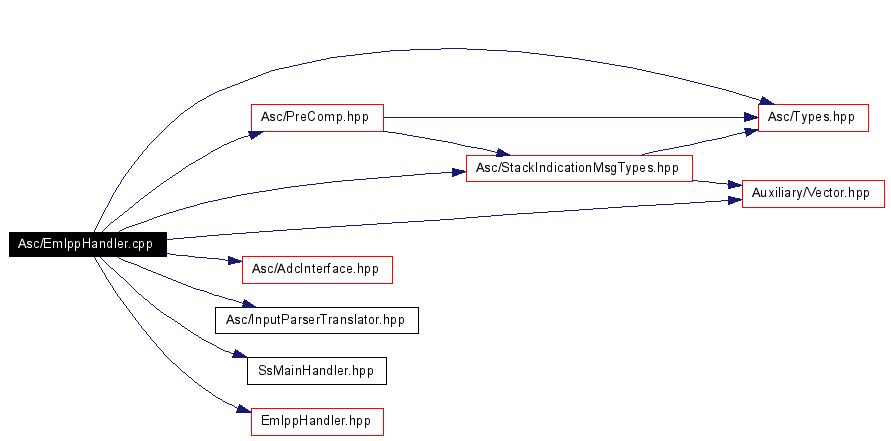 Asc/PreComp.hpp
Asc/Types.hpp
Asc/StackIndicationMsgTypes.hpp
Auxiliary/Vector.hpp
Asc/EmIppHandler.cpp
Asc/AdcInterface.hpp
Asc/InputParserTranslator.hpp
SsMainHandler.hpp
EmIppHandler.hpp